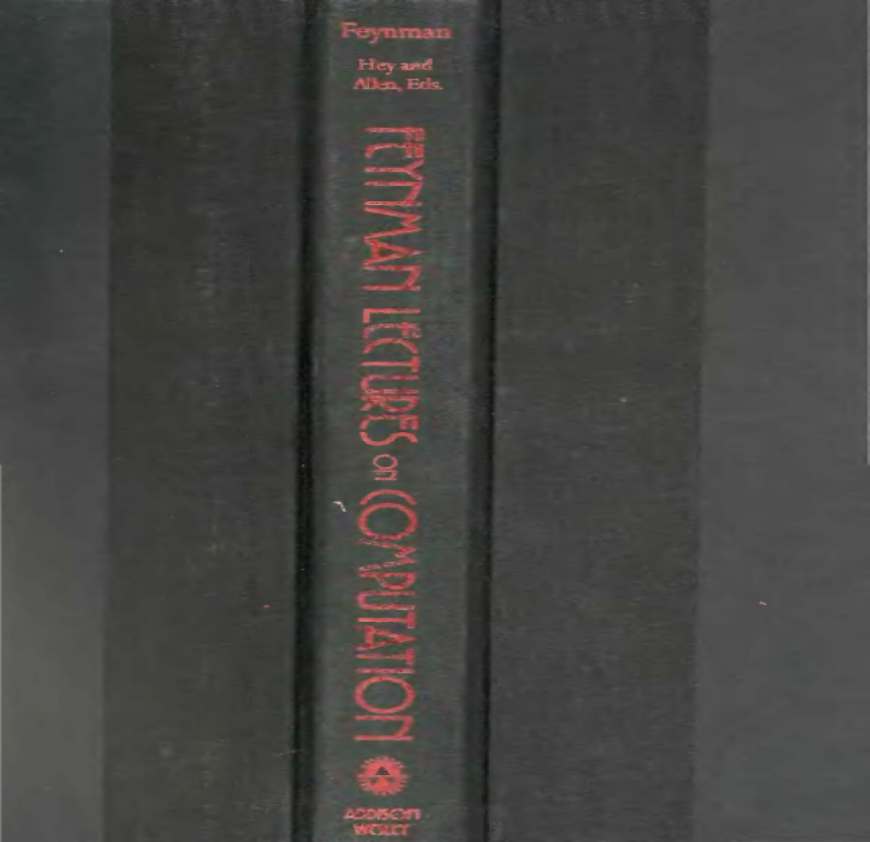 Feynman
Hey and
Allen, Eds.
FEYNMAN LECTURES ON COMPUTATION
ADDISON
WESLEY